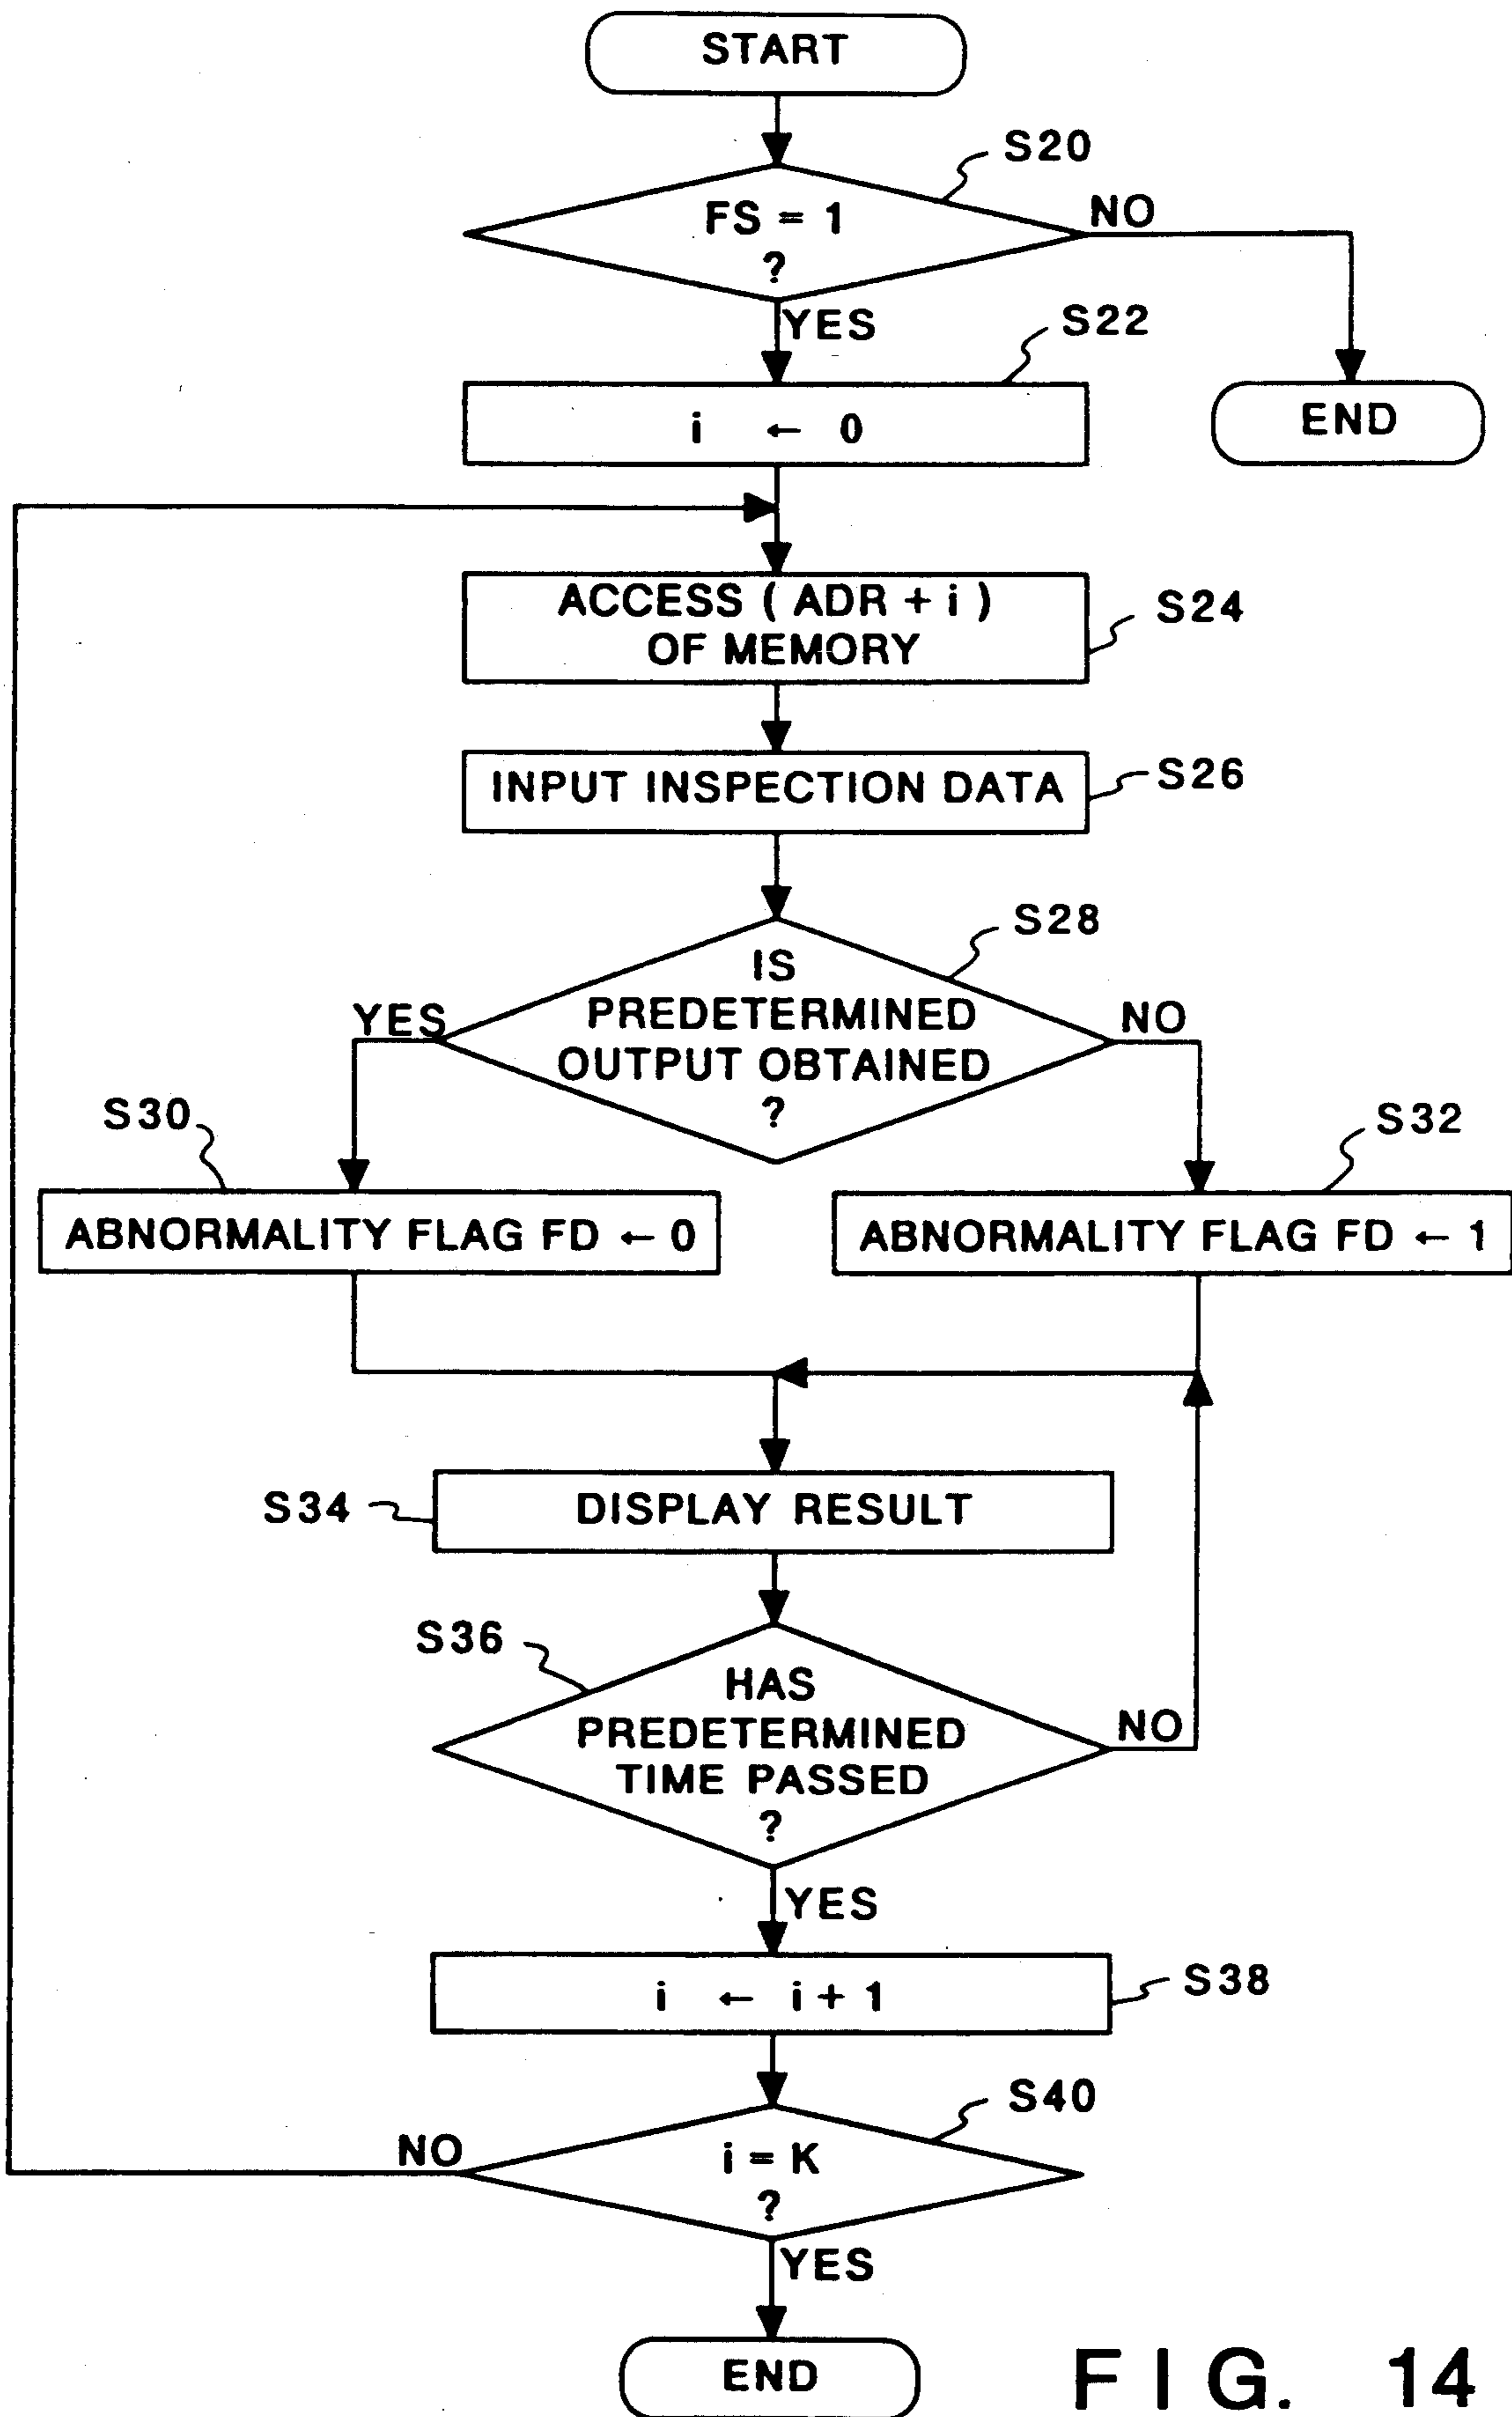 START
S20
FS = 1
?
NO
YES
S22
i ← 0
END
ACCESS ( ADR + i )
OF MEMORY
S24
INPUT INSPECTION DATA
S26
S28
IS
PREDETERMINED
OUTPUT OBTAINED
?
YES
NO
S30
S32
ABNORMALITY FLAG FD ← 0
ABNORMALITY FLAG FD ← 1
S34
DISPLAY RESULT
S36
HAS
PREDETERMINED
TIME PASSED
?
NO
YES
i ← i + 1
S38
S40
NO
i = K
?
YES
END
FIG. 14